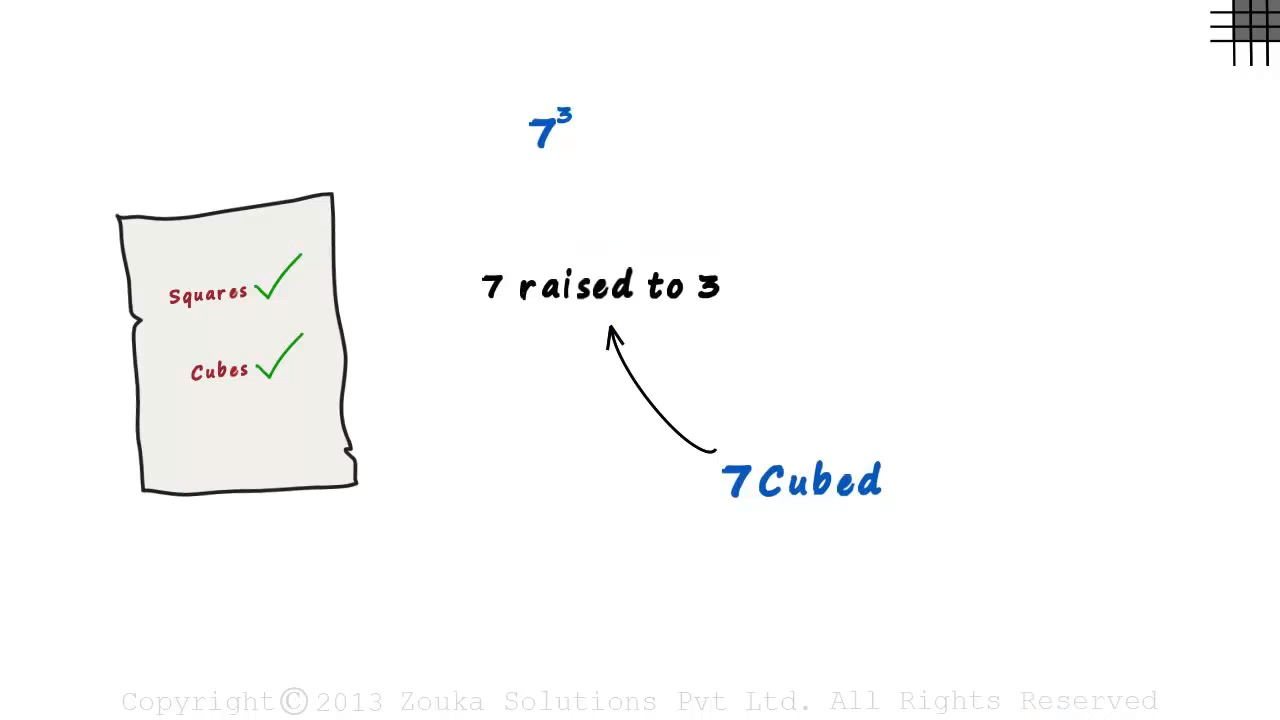 7³
Squares
Cubes
7 raised to 3
7 Cubed
Copyright © 2013 Zouka Solutions Pvt Ltd. All Rights Reserved